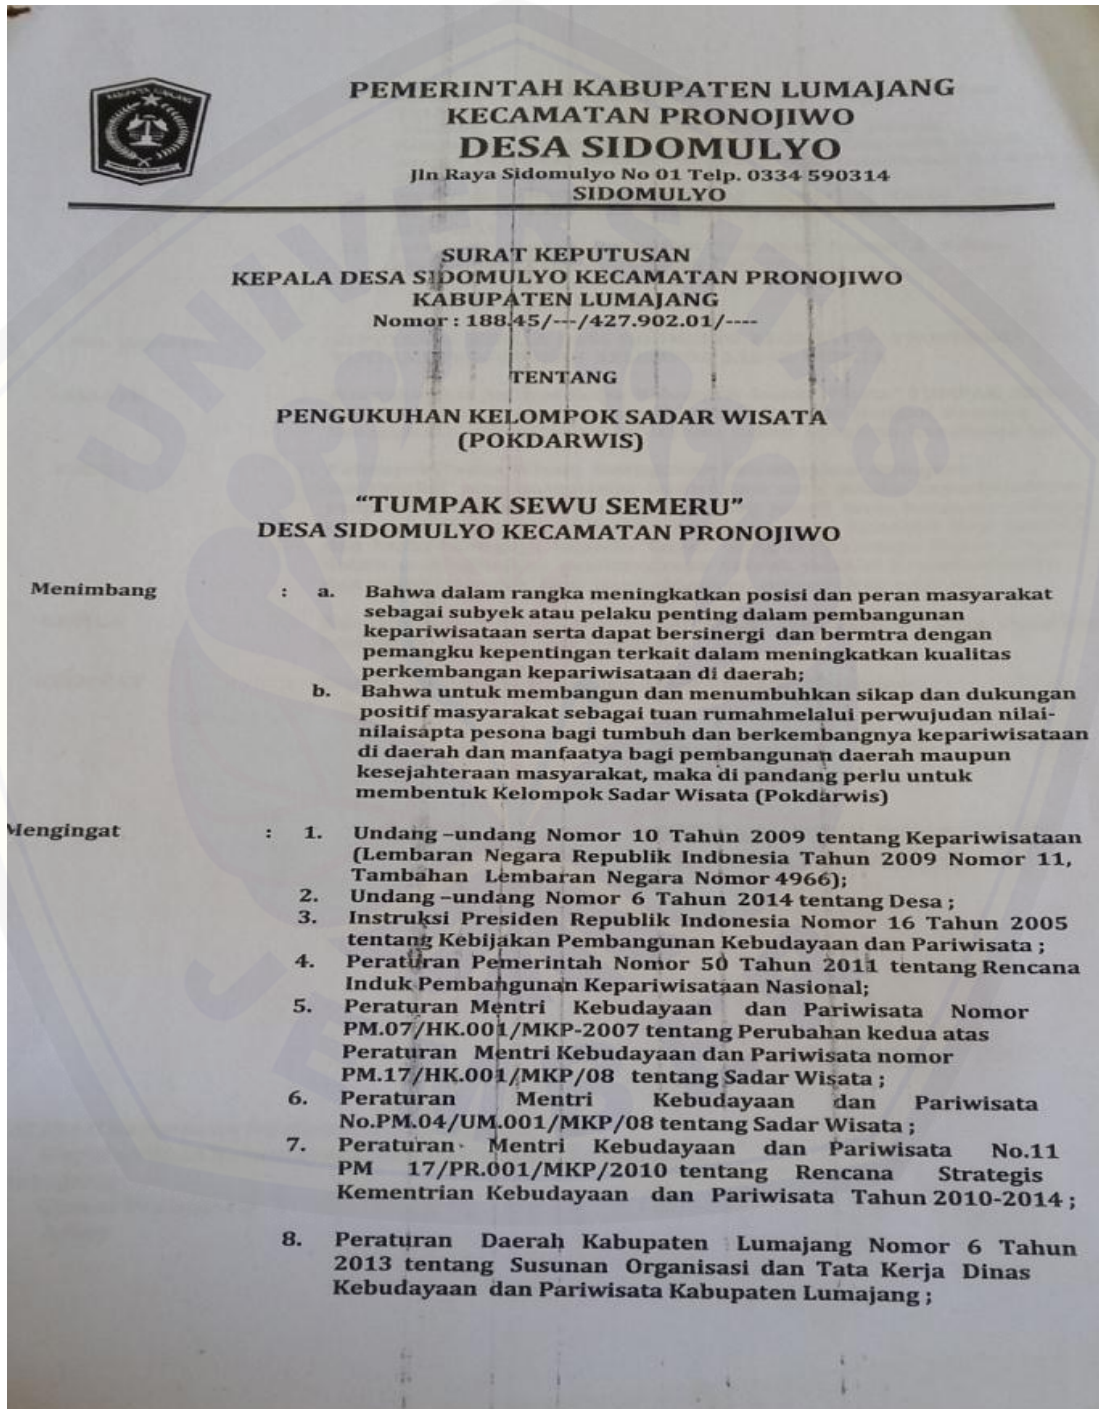 KABUPATEN LUMAJANG
PEMERINTAH KABUPATEN LUMAJANG
KECAMATAN PRONOJIWO
DESA SIDOMULYO
Jln Raya Sidomulyo No 01 Telp. 0334 590314
SIDOMULYO
SURAT KEPUTUSAN
KEPALA DESA SIDOMULYO KECAMATAN PRONOJIWO
KABUPATEN LUMAJANG
Nomor : 188.45/---/427.902.01/----
TENTANG
PENGUKUHAN KELOMPOK SADAR WISATA
(POKDARWIS)
“TUMPAK SEWU SEMERU”
DESA SIDOMULYO KECAMATAN PRONOJIWO
Menimbang : a. Bahwa dalam rangka meningkatkan posisi dan peran masyarakat
sebagai subyek atau pelaku penting dalam pembangunan
kepariwisataan serta dapat bersinergi dan bermtra dengan
pemangku kepentingan terkait dalam meningkatkan kualitas
perkembangan kepariwisataan di daerah;
b. Bahwa untuk membangun dan menumbuhkan sikap dan dukungan
positif masyarakat sebagai tuan rumahmelalui perwujudan nilai-
nilaisapta pesona bagi tumbuh dan berkembangnya kepariwisataan
di daerah dan manfaatya bagi pembangunan daerah maupun
kesejahteraan masyarakat, maka di pandang perlu untuk
membentuk Kelompok Sadar Wisata (Pokdarwis)
Mengingat : 1. Undang –undang Nomor 10 Tahun 2009 tentang Kepariwisataan
(Lembaran Negara Republik Indonesia Tahun 2009 Nomor 11,
Tambahan Lembaran Negara Nomor 4966);
2. Undang –undang Nomor 6 Tahun 2014 tentang Desa ;
3. Instruksi Presiden Republik Indonesia Nomor 16 Tahun 2005
tentang Kebijakan Pembangunan Kebudayaan dan Pariwisata ;
4. Peraturan Pemerintah Nomor 50 Tahun 2011 tentang Rencana
Induk Pembangunan Kepariwisataan Nasional;
5. Peraturan Mentri Kebudayaan dan Pariwisata Nomor
PM.07/HK.001/MKP-2007 tentang Perubahan kedua atas
Peraturan Mentri Kebudayaan dan Pariwisata nomor
PM.17/HK.001/MKP/08 tentang Sadar Wisata ;
6. Peraturan Mentri Kebudayaan dan Pariwisata
No.PM.04/UM.001/MKP/08 tentang Sadar Wisata ;
7. Peraturan Mentri Kebudayaan dan Pariwisata No.11
PM 17/PR.001/MKP/2010 tentang Rencana Strategis
Kementrian Kebudayaan dan Pariwisata Tahun 2010-2014 ;
8. Peraturan Daerah Kabupaten Lumajang Nomor 6 Tahun
2013 tentang Susunan Organisasi dan Tata Kerja Dinas
Kebudayaan dan Pariwisata Kabupaten Lumajang ;
UNIVERSITAS
JEMBER